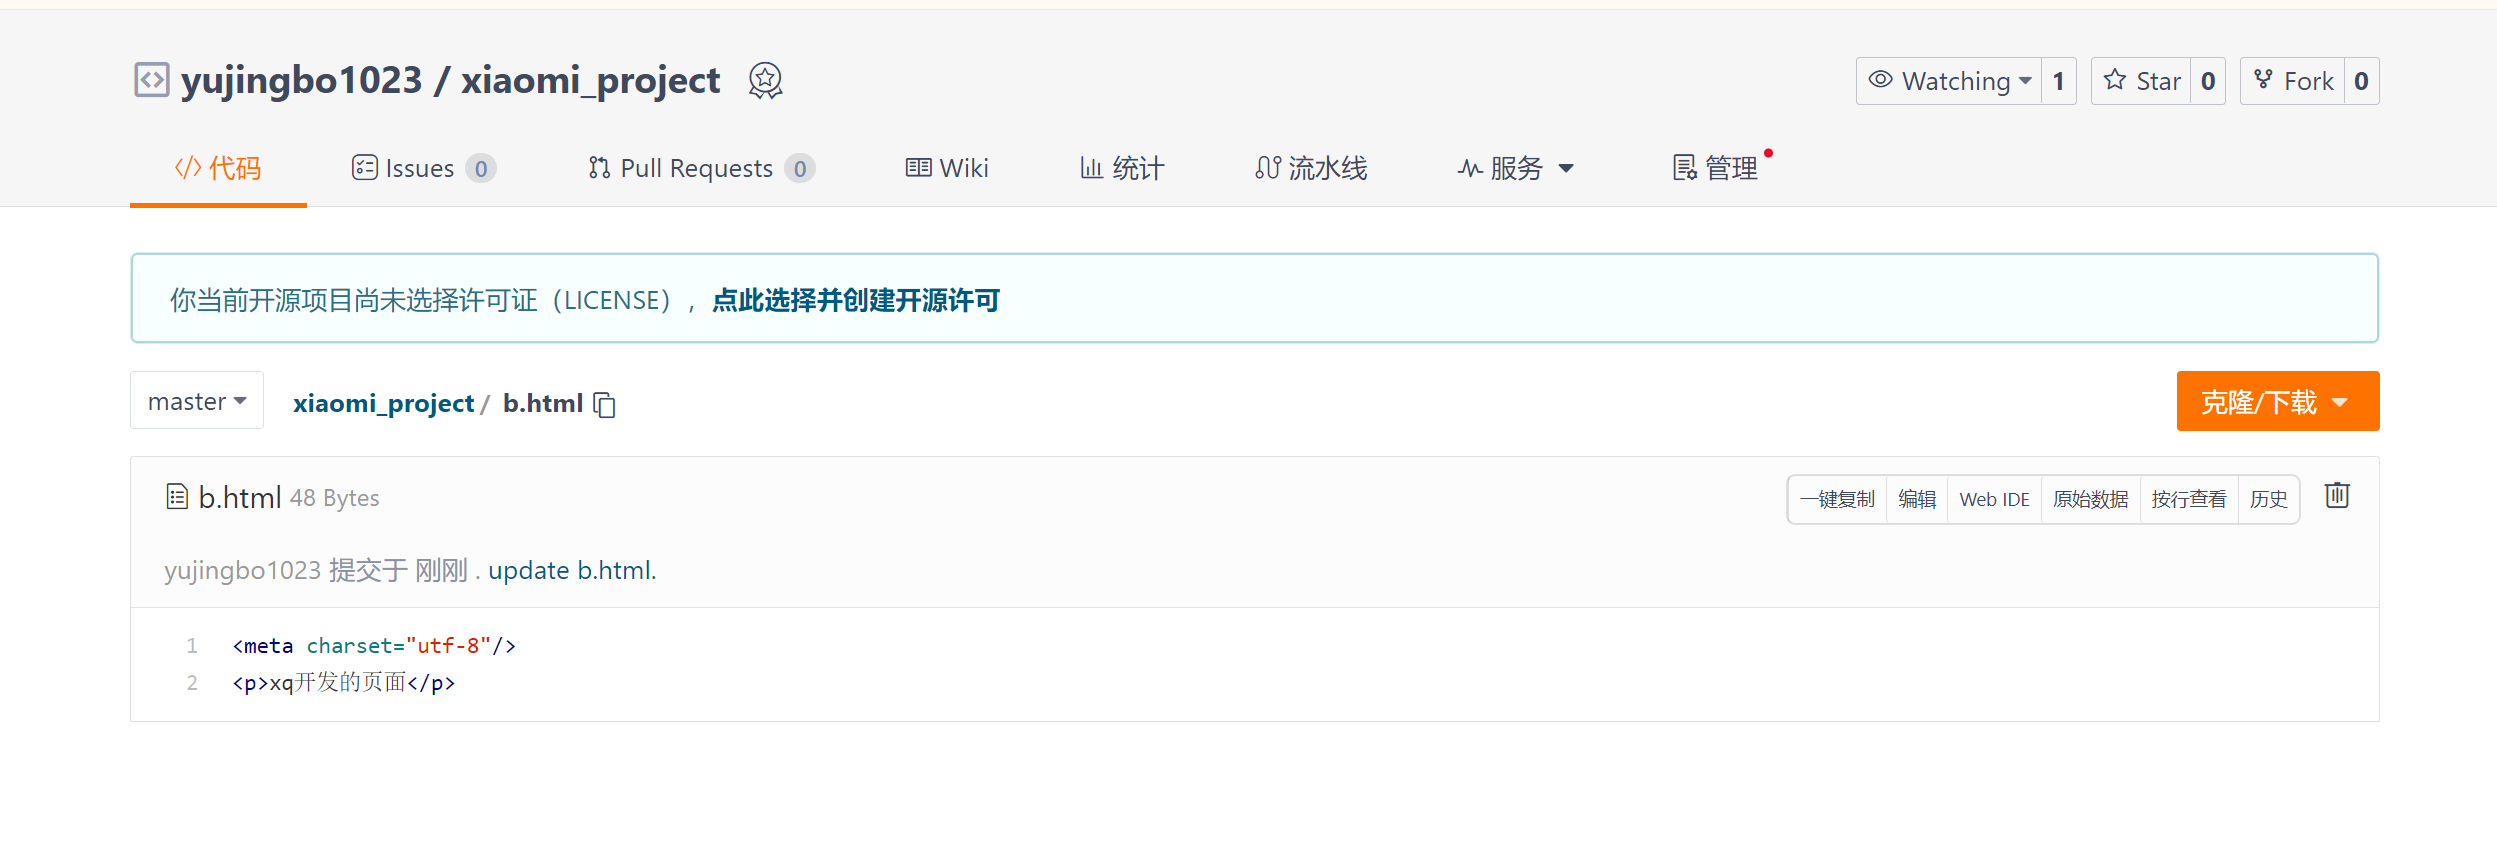 yujingbo1023 / xiaomi_project
Watching 1 Star 0 Fork 0
代码 Issues 0 Pull Requests 0 Wiki 统计 流水线 服务 管理
你当前开源项目尚未选择许可证（LICENSE），点此选择并创建开源许可
master xiaomi_project / b.html 克隆/下载
b.html 48 Bytes 一键复制 编辑 Web IDE 原始数据 按行查看 历史
yujingbo1023 提交于 刚刚 . update b.html.
1 <meta charset="utf-8"/>
2 <p>xq开发的页面</p>